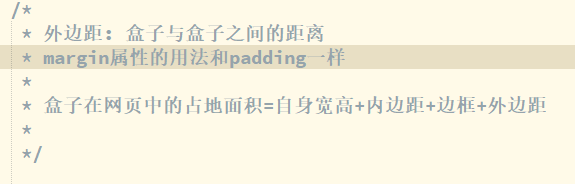 /*
* 外边距：盒子与盒子之间的距离
* margin属性的用法和padding一样
*
* 盒子在网页中的占地面积=自身宽高+内边距+边框+外边距
*
*/